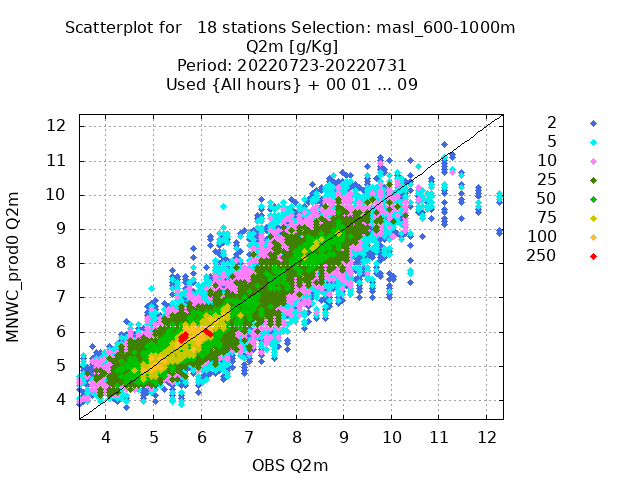 Scatterplot for   18 stations Selection: masl_600-1000m
Q2m [g/Kg]
Period: 20220723-20220731
Used {All hours} + 00 01 ... 09
2
5
10
25
50
75
100
250
12
11
10
9
8
7
6
5
4
MNWC_prod0 Q2m
4 5 6 7 8 9 10 11 12
OBS Q2m